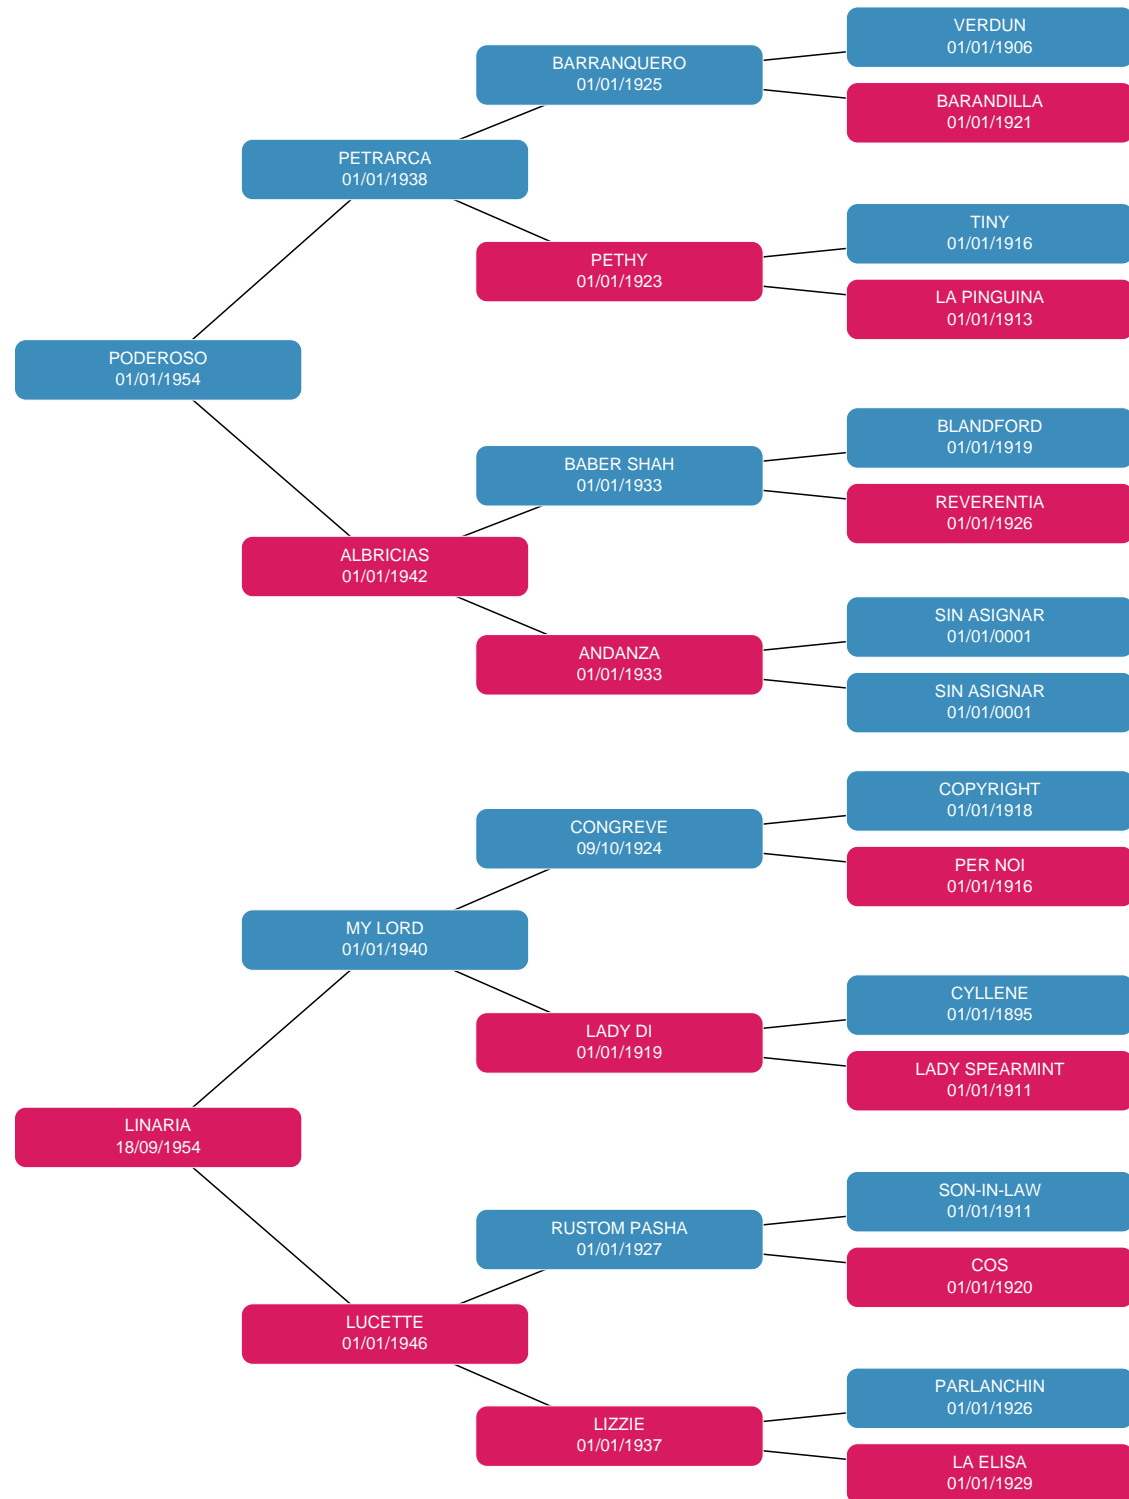 VERDUN
01/01/1906
BARRANQUERO
01/01/1925
BARANDILLA
01/01/1921
PETRARCA
01/01/1938
TINY
01/01/1916
PETHY
01/01/1923
LA PINGUINA
01/01/1913
PODEROSO
01/01/1954
BLANDFORD
01/01/1919
BABER SHAH
01/01/1933
REVERENTIA
01/01/1926
ALBRICIAS
01/01/1942
SIN ASIGNAR
01/01/0001
ANDANZA
01/01/1933
SIN ASIGNAR
01/01/0001
COPYRIGHT
01/01/1918
CONGREVE
09/10/1924
PER NOI
01/01/1916
MY LORD
01/01/1940
CYLLENE
01/01/1895
LADY DI
01/01/1919
LADY SPEARMINT
01/01/1911
LINARIA
18/09/1954
SON-IN-LAW
01/01/1911
RUSTOM PASHA
01/01/1927
COS
01/01/1920
LUCETTE
01/01/1946
PARLANCHIN
01/01/1926
LIZZIE
01/01/1937
LA ELISA
01/01/1929